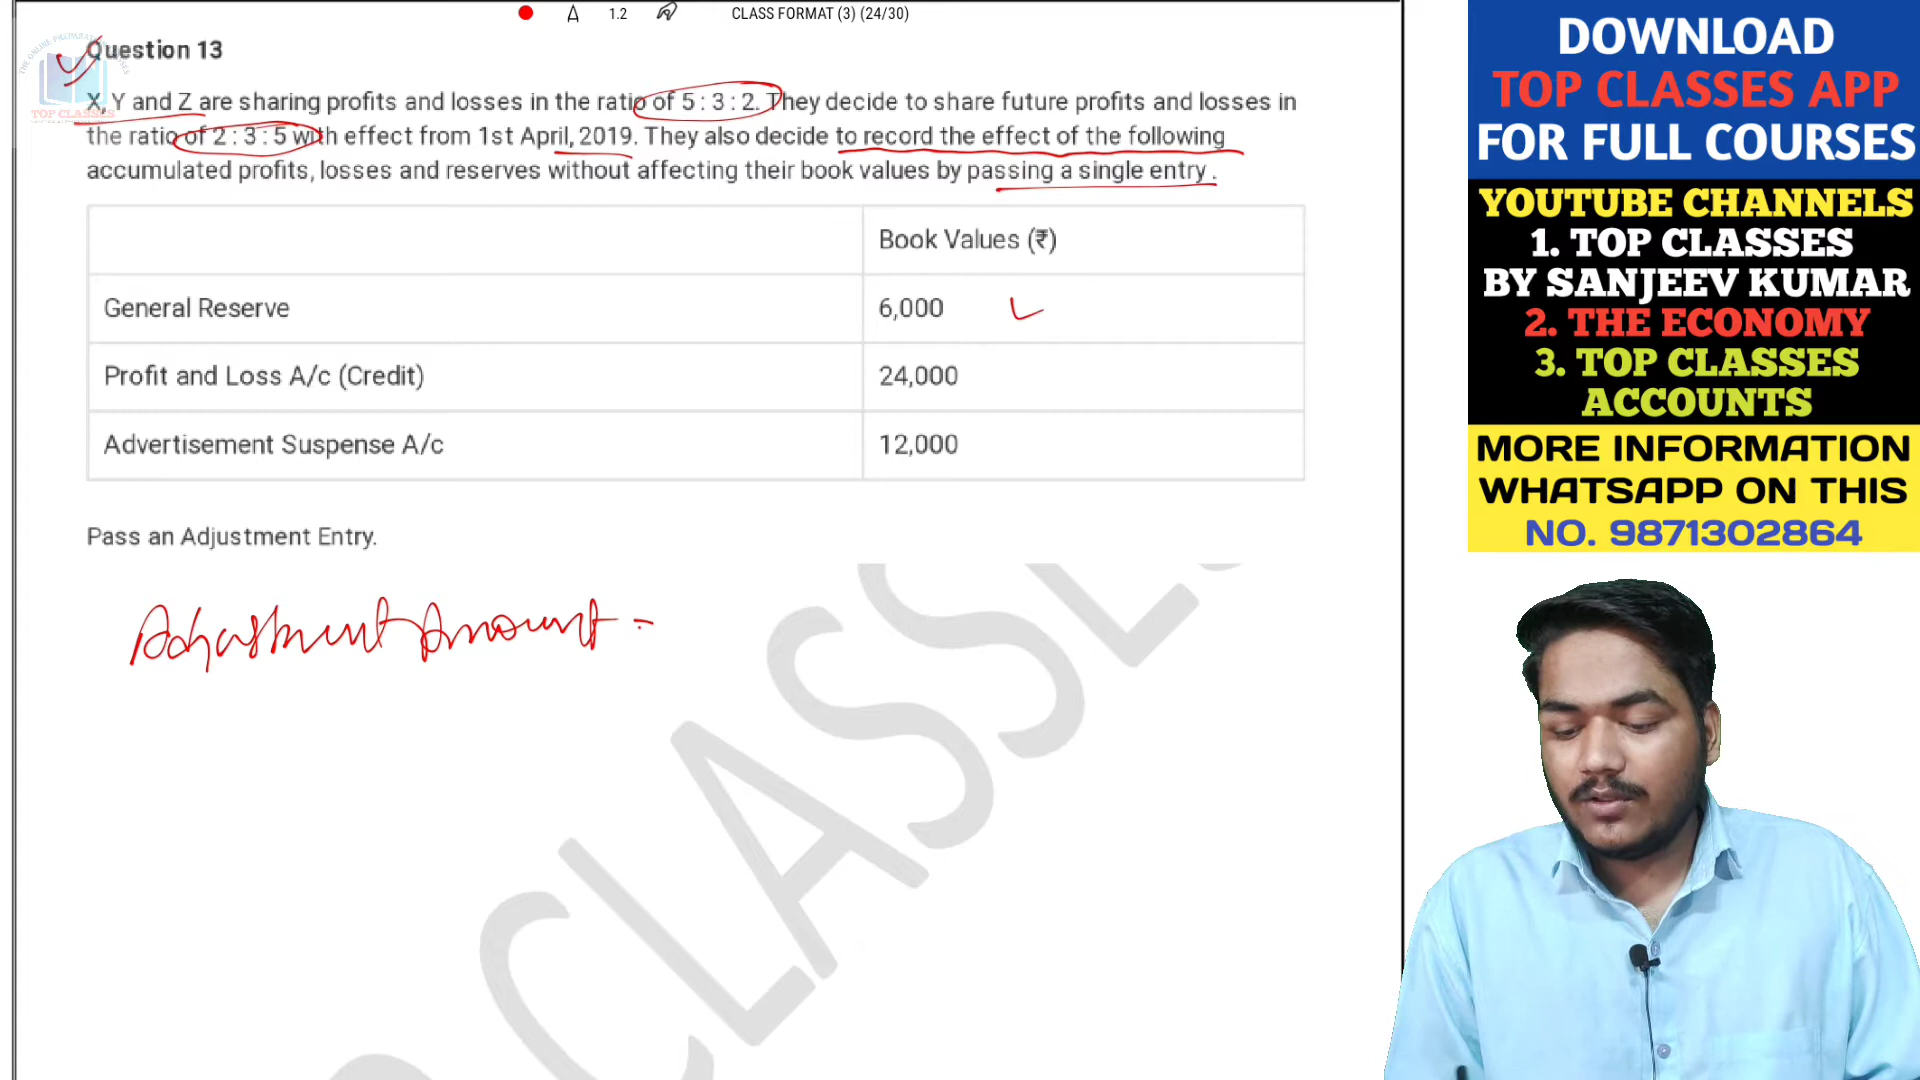 1.2 CLASS FORMAT (3) (24/30)
Question 13
X, Y and Z are sharing profits and losses in the ratio of 5 : 3 : 2. They decide to share future profits and losses in
the ratio of 2 : 3 : 5 with effect from 1st April, 2019. They also decide to record the effect of the following
accumulated profits, losses and reserves without affecting their book values by passing a single entry .
Book Values (₹)
General Reserve 6,000
Profit and Loss A/c (Credit) 24,000
Advertisement Suspense A/c 12,000
Pass an Adjustment Entry.
Adjustment Amount =
TOP CLASSES
CLASSES
DOWNLOAD
TOP CLASSES APP
FOR FULL COURSES
YOUTUBE CHANNELS
1. TOP CLASSES
BY SANJEEV KUMAR
2. THE ECONOMY
3. TOP CLASSES
ACCOUNTS
MORE INFORMATION
WHATSAPP ON THIS
NO. 9871302864